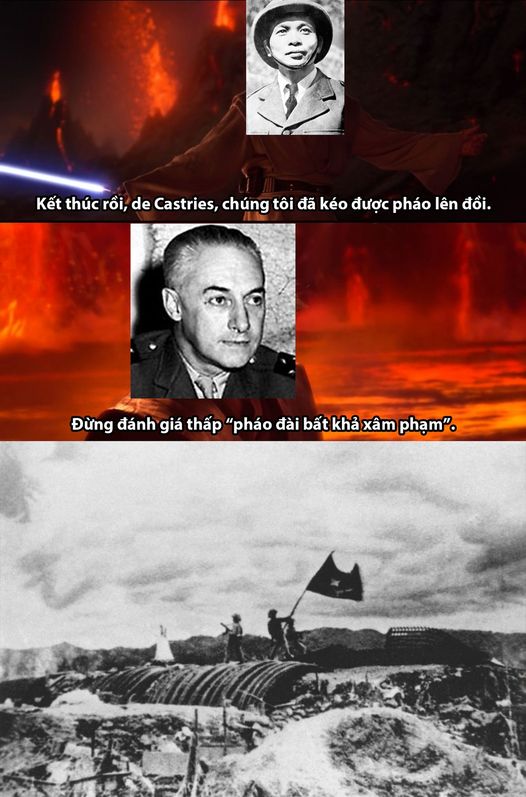 Kết thúc rồi, de Castries, chúng tôi đã kéo được pháo lên đồi.
Đừng đánh giá thấp “pháo đài bất khả xâm phạm”.